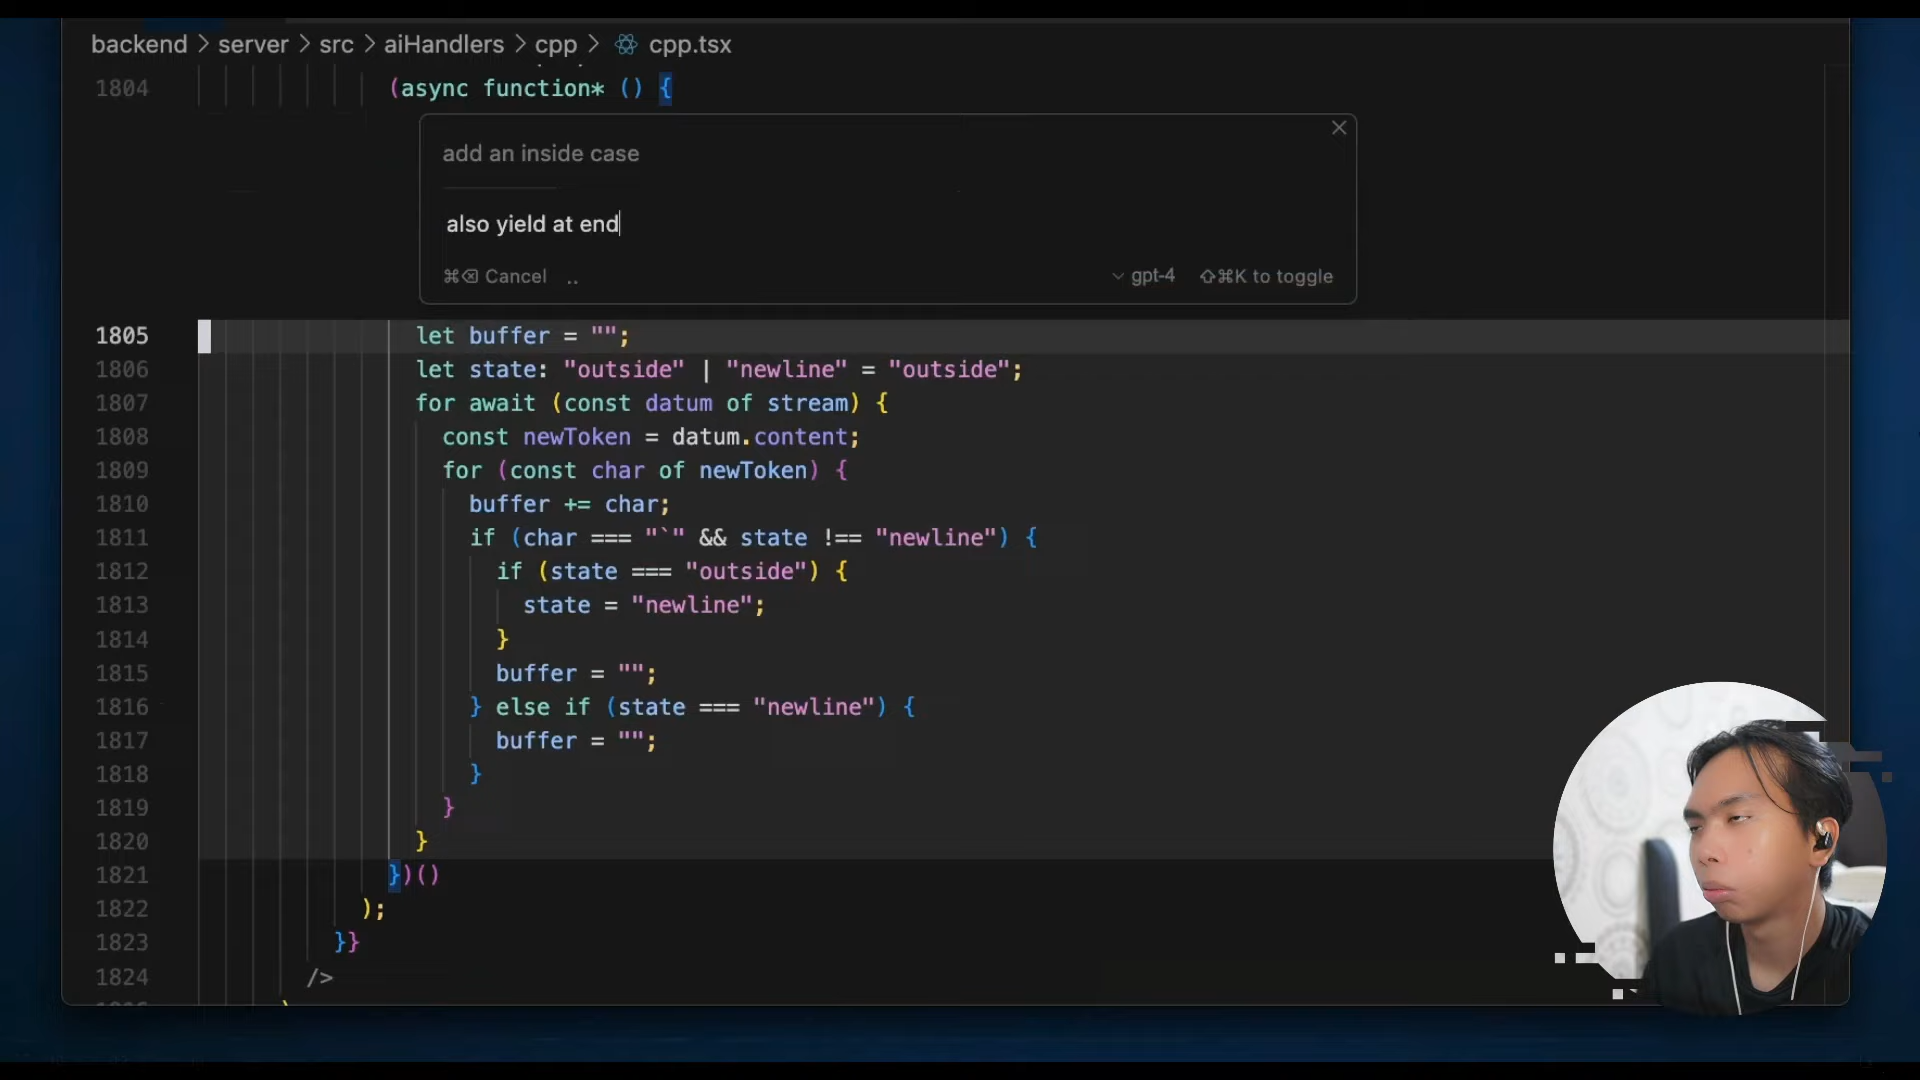 backend > server > src > aiHandlers > cpp > cpp.tsx
1804 (async function* () {
add an inside case
also yield at end
⌘⌫ Cancel ..
gpt-4 ⇧⌘K to toggle
1805 let buffer = "";
1806 let state: "outside" | "newline" = "outside";
1807 for await (const datum of stream) {
1808 const newToken = datum.content;
1809 for (const char of newToken) {
1810 buffer += char;
1811 if (char === "`" && state !== "newline") {
1812 if (state === "outside") {
1813 state = "newline";
1814 }
1815 buffer = "";
1816 } else if (state === "newline") {
1817 buffer = "";
1818 }
1819 }
1820 }
1821 })()
1822 );
1823 }}
1824 />